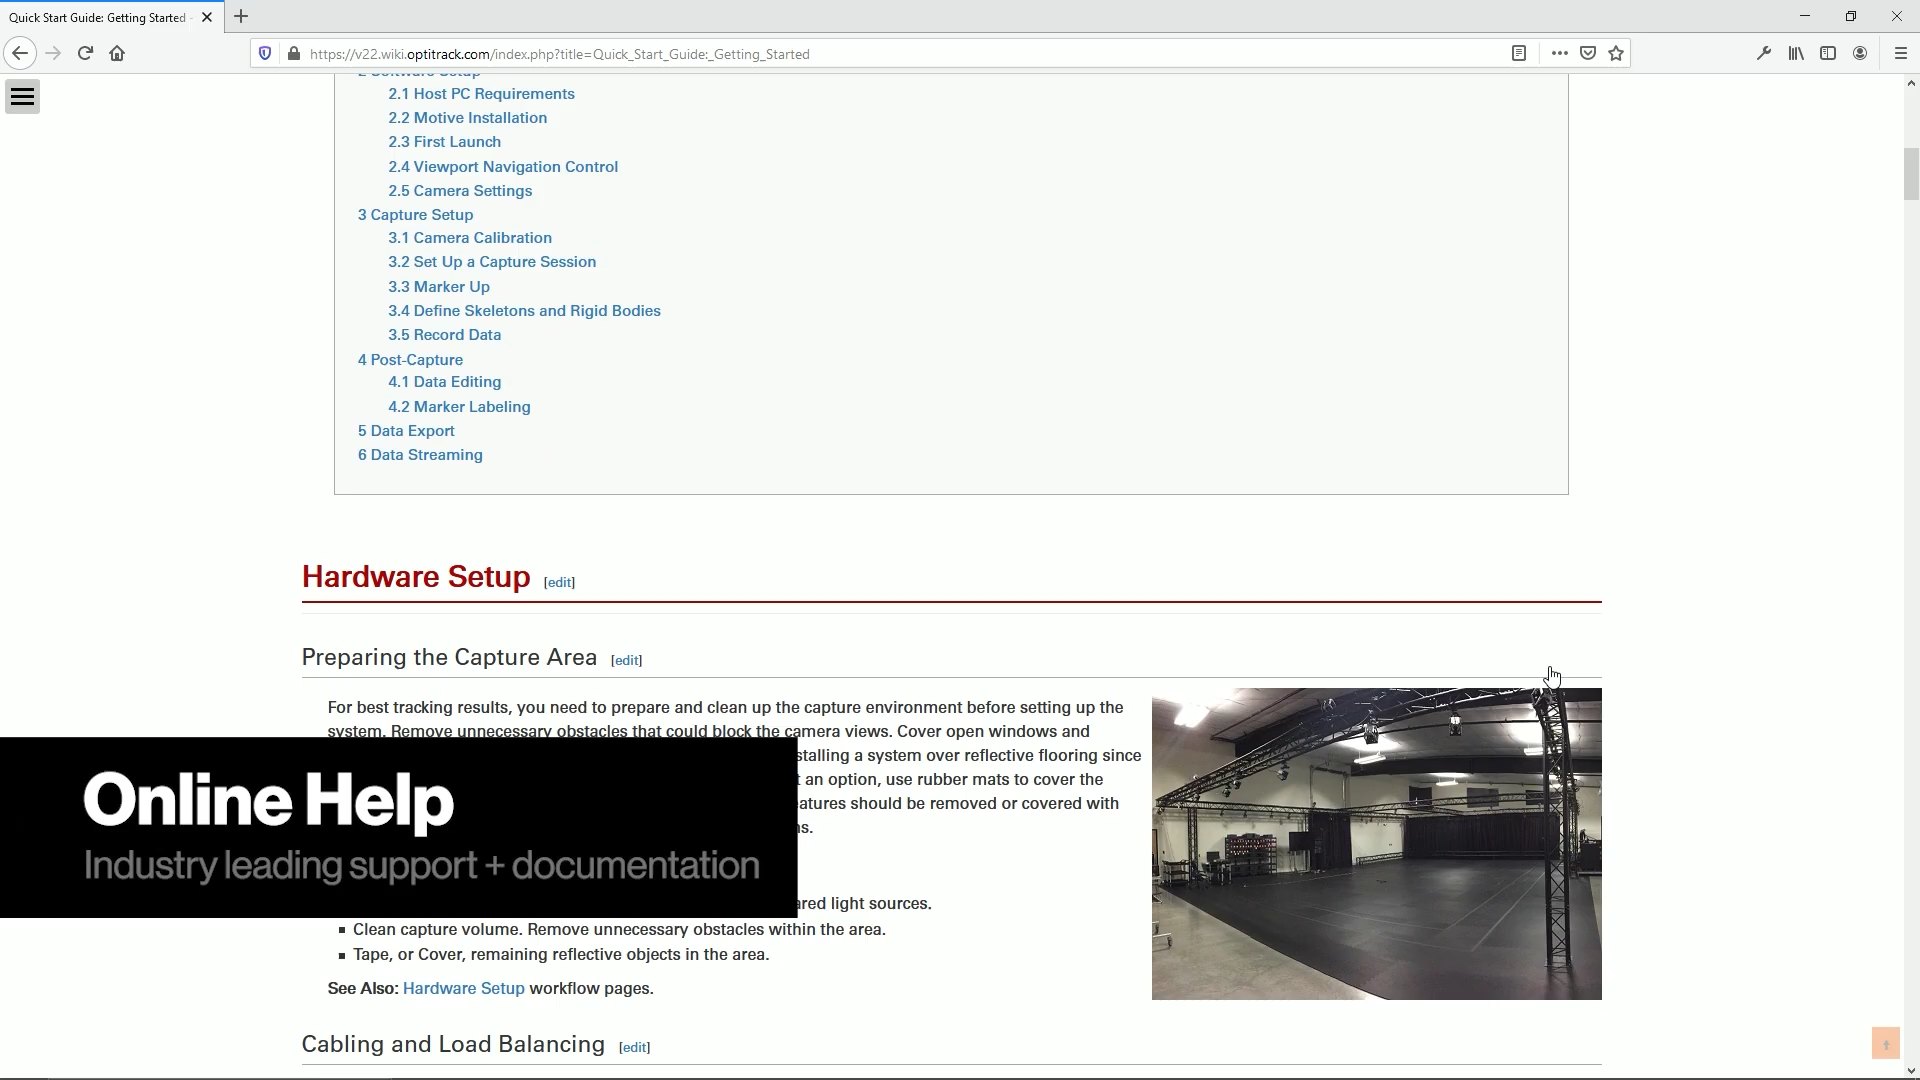 Quick Start Guide: Getting Started
https://v22.wiki.optitrack.com/index.php?title=Quick_Start_Guide:_Getting_Started
2 Software Setup
2.1 Host PC Requirements
2.2 Motive Installation
2.3 First Launch
2.4 Viewport Navigation Control
2.5 Camera Settings
3 Capture Setup
3.1 Camera Calibration
3.2 Set Up a Capture Session
3.3 Marker Up
3.4 Define Skeletons and Rigid Bodies
3.5 Record Data
4 Post-Capture
4.1 Data Editing
4.2 Marker Labeling
5 Data Export
6 Data Streaming
Hardware Setup [edit]
Preparing the Capture Area [edit]
For best tracking results, you need to prepare and clean up the capture environment before setting up the
system. Remove unnecessary obstacles that could block the camera views. Cover open windows and
stalling a system over reflective flooring since
t an option, use rubber mats to cover the
eatures should be removed or covered with
ns.
Online Help
Industry leading support + documentation
ared light sources.
▪ Clean capture volume. Remove unnecessary obstacles within the area.
▪ Tape, or Cover, remaining reflective objects in the area.
See Also: Hardware Setup workflow pages.
Cabling and Load Balancing [edit]